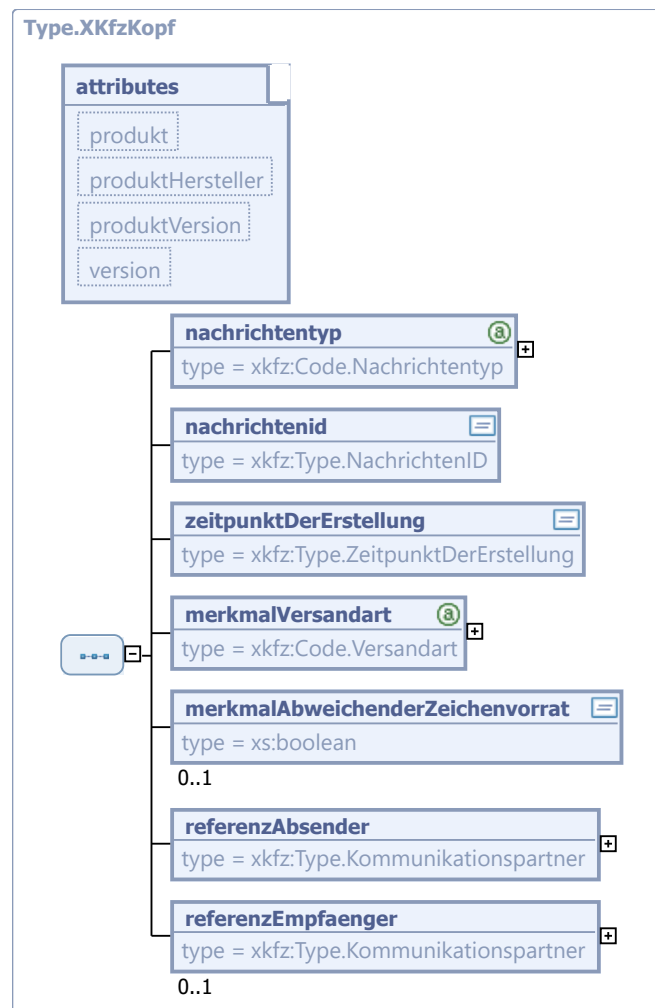 Type.XKfzKopf
attributes
produkt
produktHersteller
produktVersion
version
nachrichtentyp
type = xkfz:Code.Nachrichtentyp
nachrichtenid
type = xkfz:Type.NachrichtenID
zeitpunktDerErstellung
type = xkfz:Type.ZeitpunktDerErstellung
merkmalVersandart
type = xkfz:Code.Versandart
merkmalAbweichenderZeichenvorrat
type = xs:boolean
0..1
referenzAbsender
type = xkfz:Type.Kommunikationspartner
referenzEmpfaenger
type = xkfz:Type.Kommunikationspartner
0..1